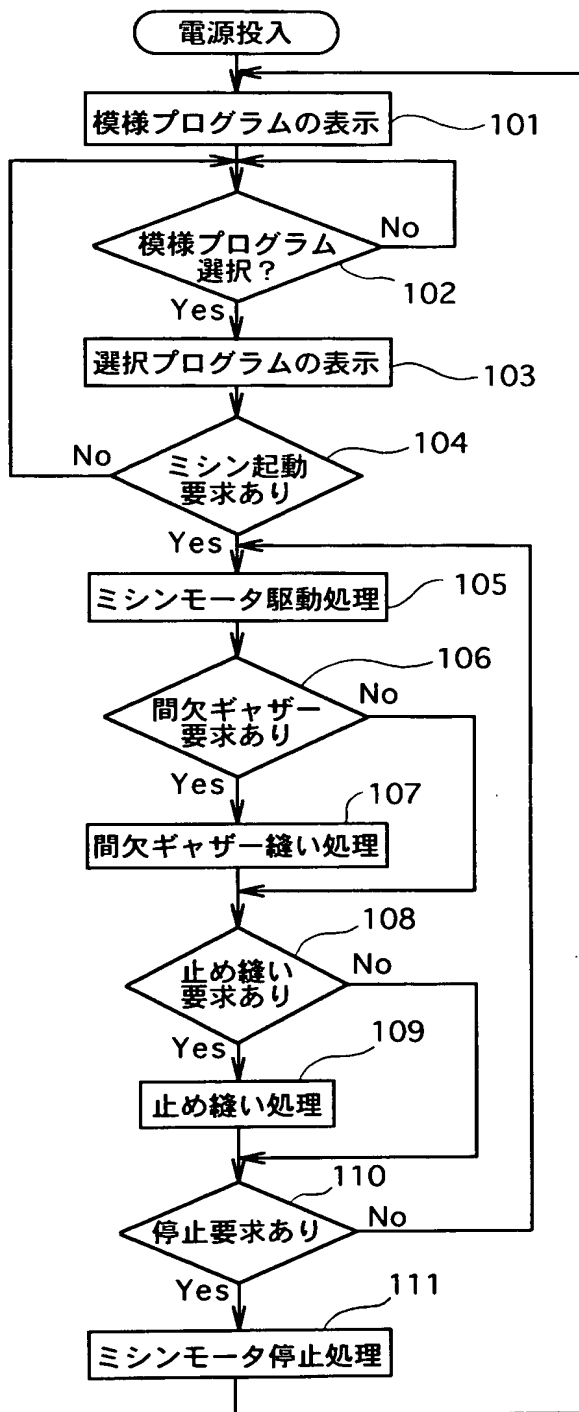 電源投入
模様プログラムの表示
101
模様プログラム
選択？
No
102
Yes
選択プログラムの表示
103
104
No
ミシン起動
要求あり
Yes
ミシンモータ駆動処理
105
106
間欠ギャザー
要求あり
No
Yes
107
間欠ギャザー縫い処理
108
止め縫い
要求あり
No
Yes
109
止め縫い処理
110
停止要求あり
No
Yes
111
ミシンモータ停止処理